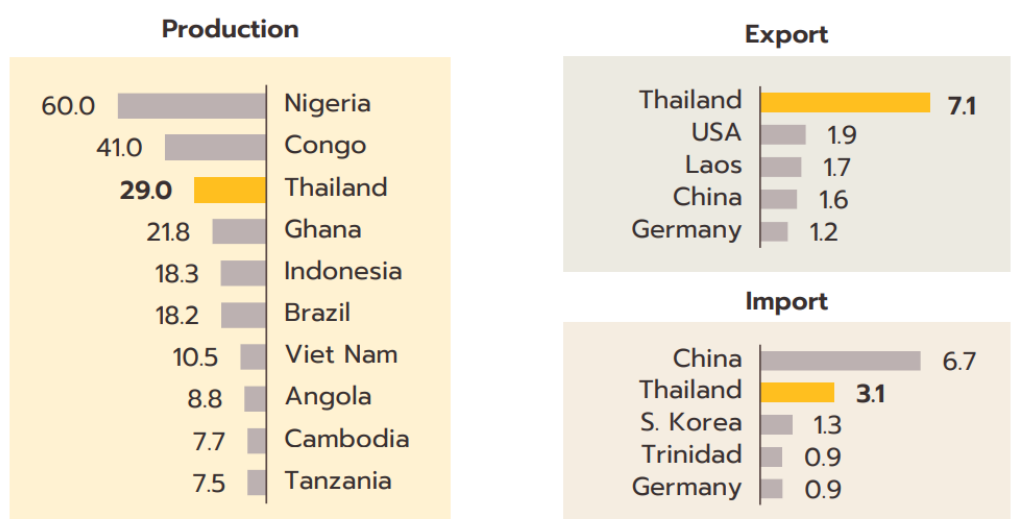 Production
60.0 Nigeria
41.0 Congo
29.0 Thailand
21.8 Ghana
18.3 Indonesia
18.2 Brazil
10.5 Viet Nam
8.8 Angola
7.7 Cambodia
7.5 Tanzania
Export
Thailand 7.1
USA 1.9
Laos 1.7
China 1.6
Germany 1.2
Import
China 6.7
Thailand 3.1
S. Korea 1.3
Trinidad 0.9
Germany 0.9